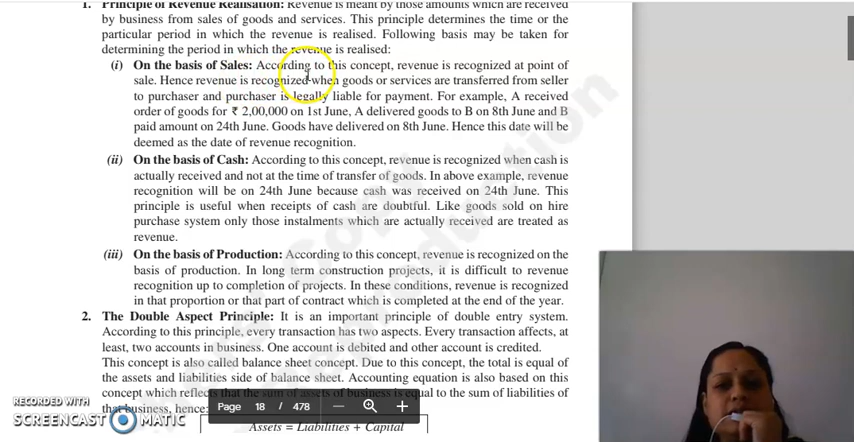 1. Principle of Revenue Realisation: Revenue is meant by those amounts which are received
by business from sales of goods and services. This principle determines the time or the
particular period in which the revenue is realised. Following basis may be taken for
determining the period in which the revenue is realised:
(i) On the basis of Sales: According to this concept, revenue is recognized at point of
sale. Hence revenue is recognized when goods or services are transferred from seller
to purchaser and purchaser is legally liable for payment. For example, A received
order of goods for ₹ 2,00,000 on 1st June, A delivered goods to B on 8th June and B
paid amount on 24th June. Goods have delivered on 8th June. Hence this date will be
deemed as the date of revenue recognition.
(ii) On the basis of Cash: According to this concept, revenue is recognized when cash is
actually received and not at the time of transfer of goods. In above example, revenue
recognition will be on 24th June because cash was received on 24th June. This
principle is useful when receipts of cash are doubtful. Like goods sold on hire
purchase system only those instalments which are actually received are treated as
revenue.
(iii) On the basis of Production: According to this concept, revenue is recognized on the
basis of production. In long term construction projects, it is difficult to revenue
recognition up to completion of projects. In these conditions, revenue is recognized
in that proportion or that part of contract which is completed at the end of the year.
2. The Double Aspect Principle: It is an important principle of double entry system.
According to this principle, every transaction has two aspects. Every transaction affects, at
least, two accounts in business. One account is debited and other account is credited.
This concept is also called balance sheet concept. Due to this concept, the total is equal of
the assets and liabilities side of balance sheet. Accounting equation is also based on this
concept which reflects that the sum of assets of business is equal to the sum of liabilities of
that business, hence:
Page 18 / 478
Assets = Liabilities + Capital
RECORDED WITH
SCREENCAST MATIC